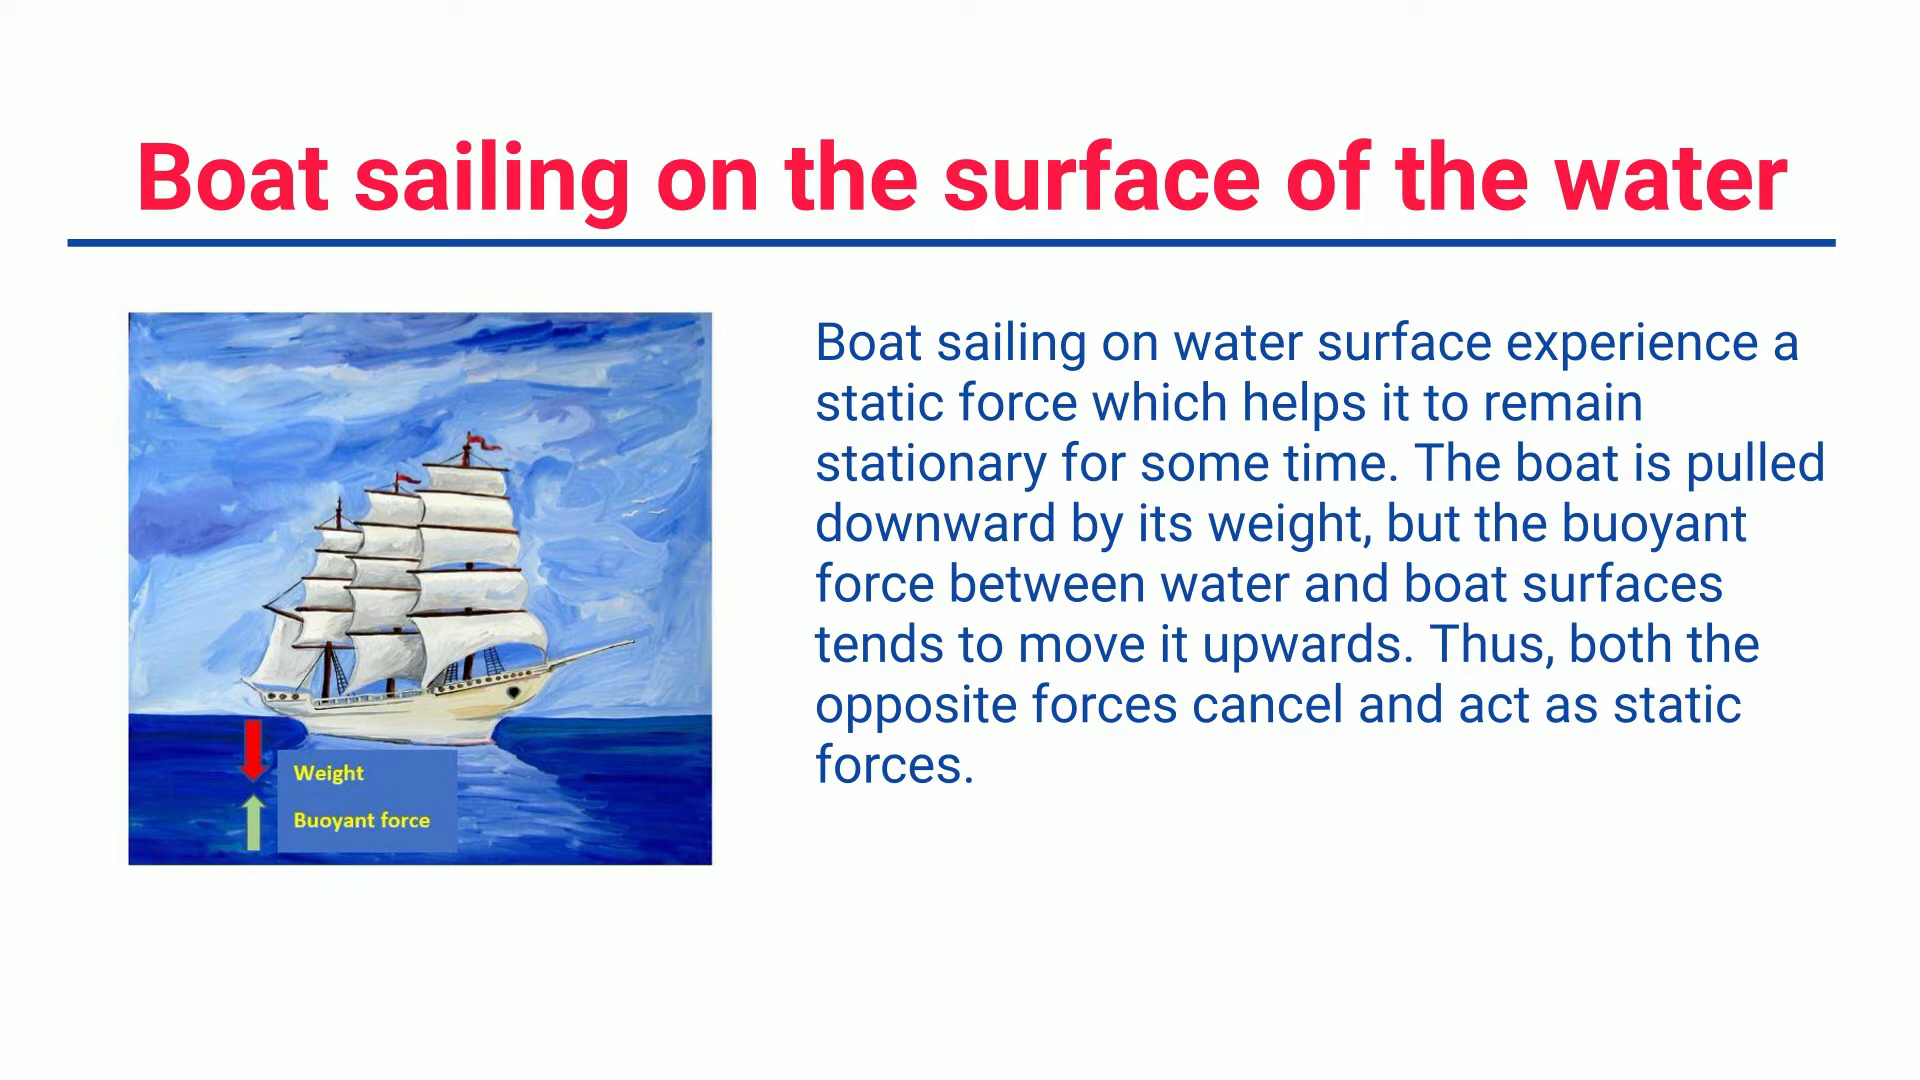 Boat sailing on the surface of the water
Boat sailing on water surface experience a
static force which helps it to remain
stationary for some time. The boat is pulled
downward by its weight, but the buoyant
force between water and boat surfaces
tends to move it upwards. Thus, both the
opposite forces cancel and act as static
forces.
Weight
Buoyant force